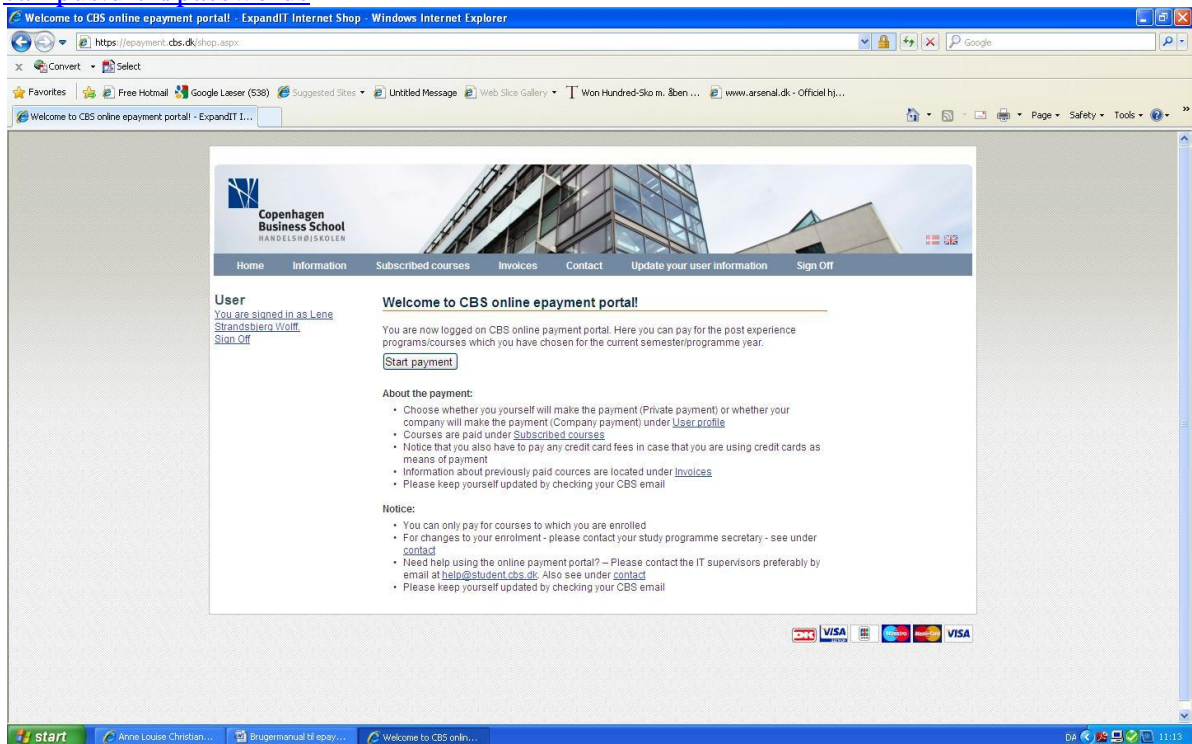 Welcome to CBS online epayment portal! - ExpandIT Internet Shop - Windows Internet Explorer
https://epayment.cbs.dk/shop.aspx
Google
x Convert Select
Favorites Free Hotmail Google Læser (538) Suggested Sites Untitled Message Web Slice Gallery Won Hundred-Sko m. åben ... www.arsenal.dk - Officiel hj...
Welcome to CBS online epayment portal! - ExpandIT I...
Page Safety Tools
Copenhagen
Business School
HANDELSHØJSKOLEN
Home Information Subscribed courses Invoices Contact Update your user information Sign Off
User
You are signed in as Lene
Strandsbjerg Wolff.
Sign Off
Welcome to CBS online epayment portal!
You are now logged on CBS online payment portal. Here you can pay for the post experience
programs/courses which you have chosen for the current semester/programme year.
Start payment
About the payment:
• Choose whether you yourself will make the payment (Private payment) or whether your
company will make the payment (Company payment) under User profile
• Courses are paid under Subscribed courses
• Notice that you also have to pay any credit card fees in case that you are using credit cards as
means of payment
• Information about previously paid cources are located under Invoices
• Please keep yourself updated by checking your CBS email
Notice:
• You can only pay for courses to which you are enrolled
• For changes to your enrolment - please contact your study programme secretary - see under
contact
• Need help using the online payment portal? – Please contact the IT supervisors preferably by
email at help@student.cbs.dk. Also see under contact
• Please keep yourself updated by checking your CBS email
DK VISA Maestro MasterCard VISA
start Anne Louise Christian... Brugermanual til epay... Welcome to CBS onlin... DA 11:13